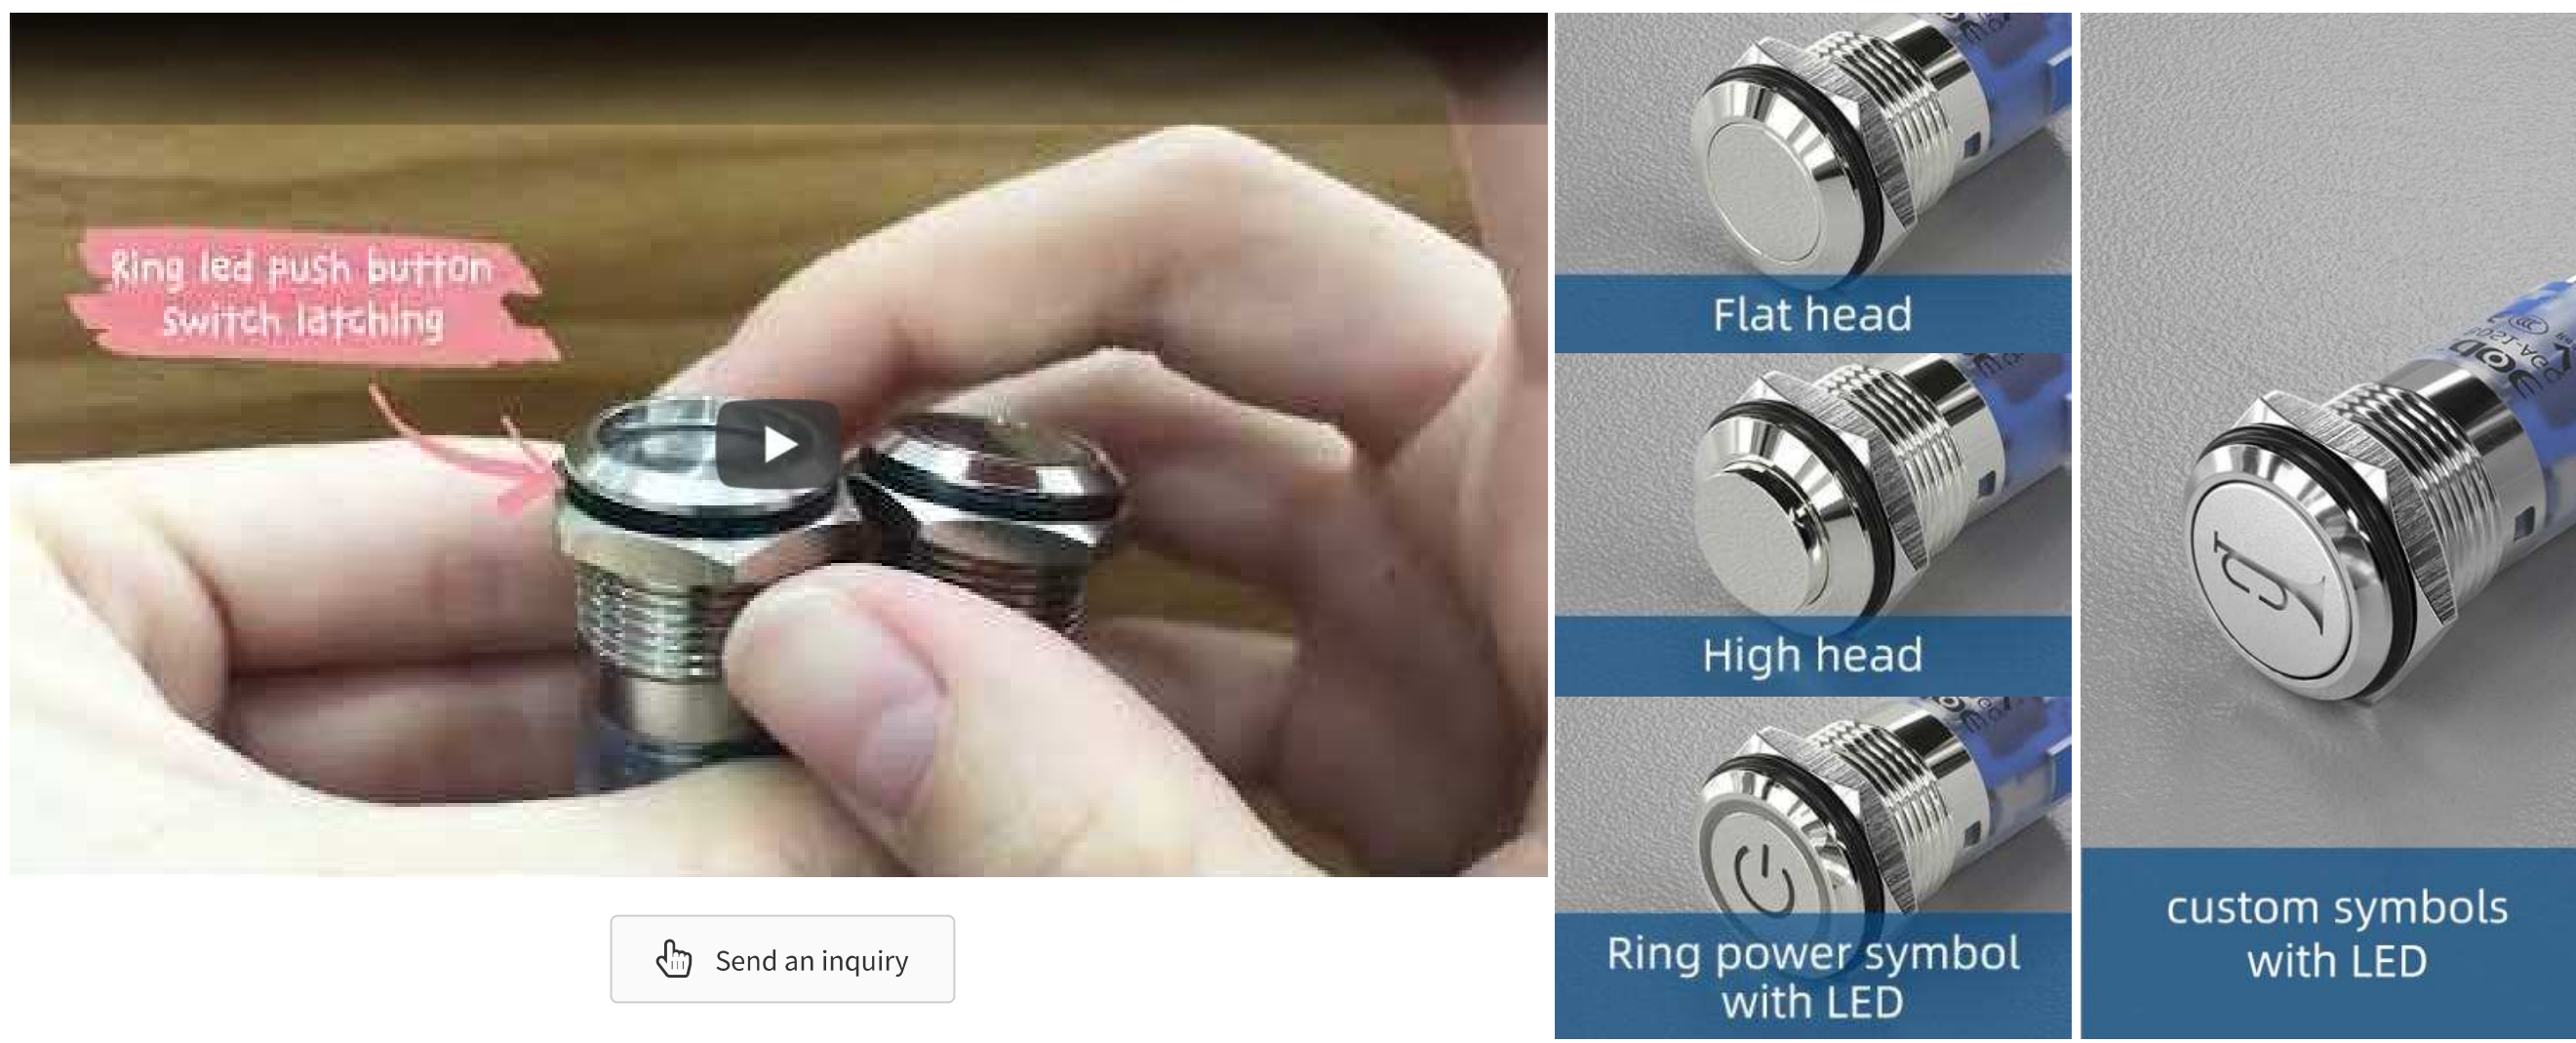 Ring led push button
switch latching
Send an inquiry
Flat head
High head
Ring power symbol
with LED
custom symbols
with LED